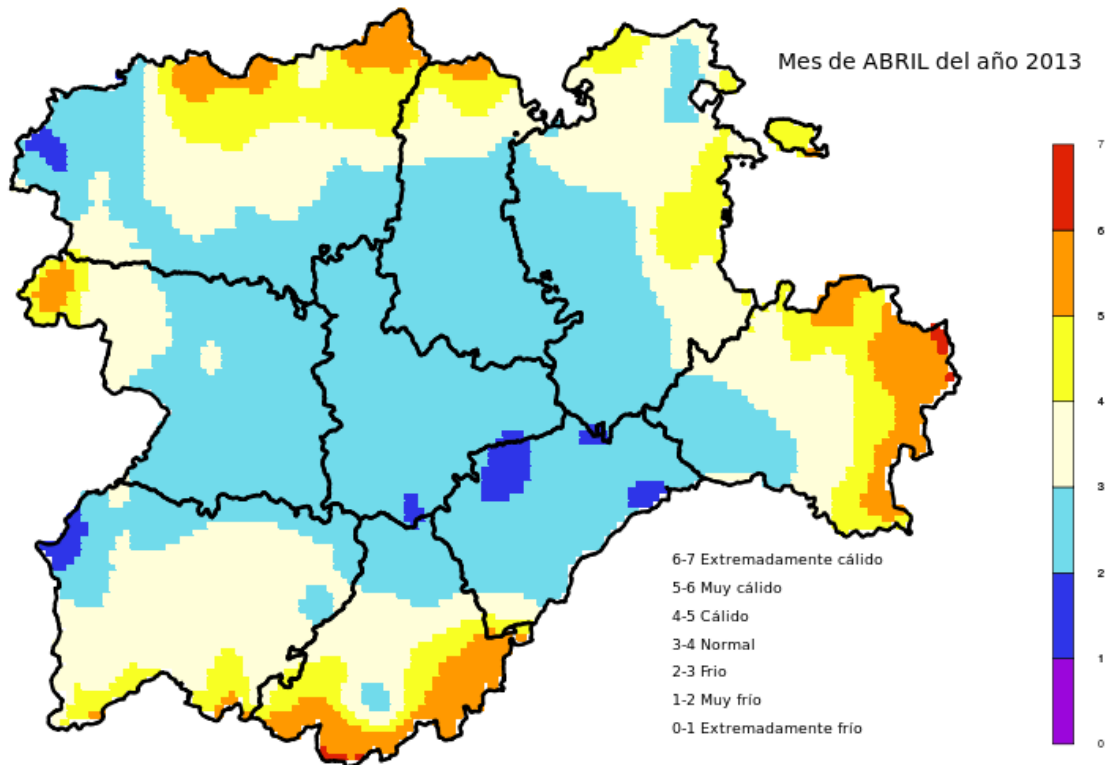 Mes de ABRIL del año 2013
7
6
5
4
3
2
1
0
6-7 Extremadamente cálido
5-6 Muy cálido
4-5 Cálido
3-4 Normal
2-3 Frio
1-2 Muy frío
0-1 Extremadamente frío